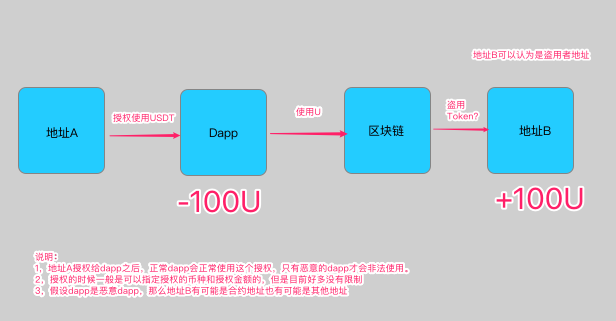 地址B可以认为是盗用者地址
地址A
授权使用USDT
Dapp
使用U
区块链
盗用
Token?
地址B
-100U
+100U
说明：
1、地址A授权给dapp之后，正常dapp会正常使用这个授权，只有恶意的dapp才会非法使用。
2、授权的时候一般是可以指定授权的币种和授权金额的，但是目前好多没有限制
3、假设dapp是恶意dapp，那么地址B有可能是合约地址也有可能是其他地址